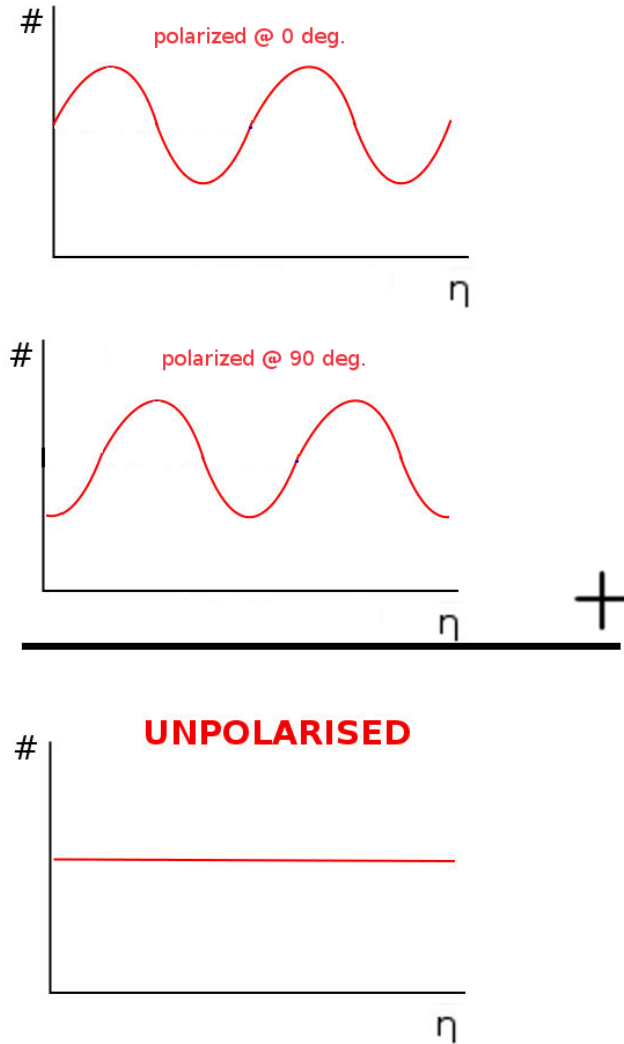 #
polarized @ 0 deg.
η
#
polarized @ 90 deg.
+
η
UNPOLARISED
#
η